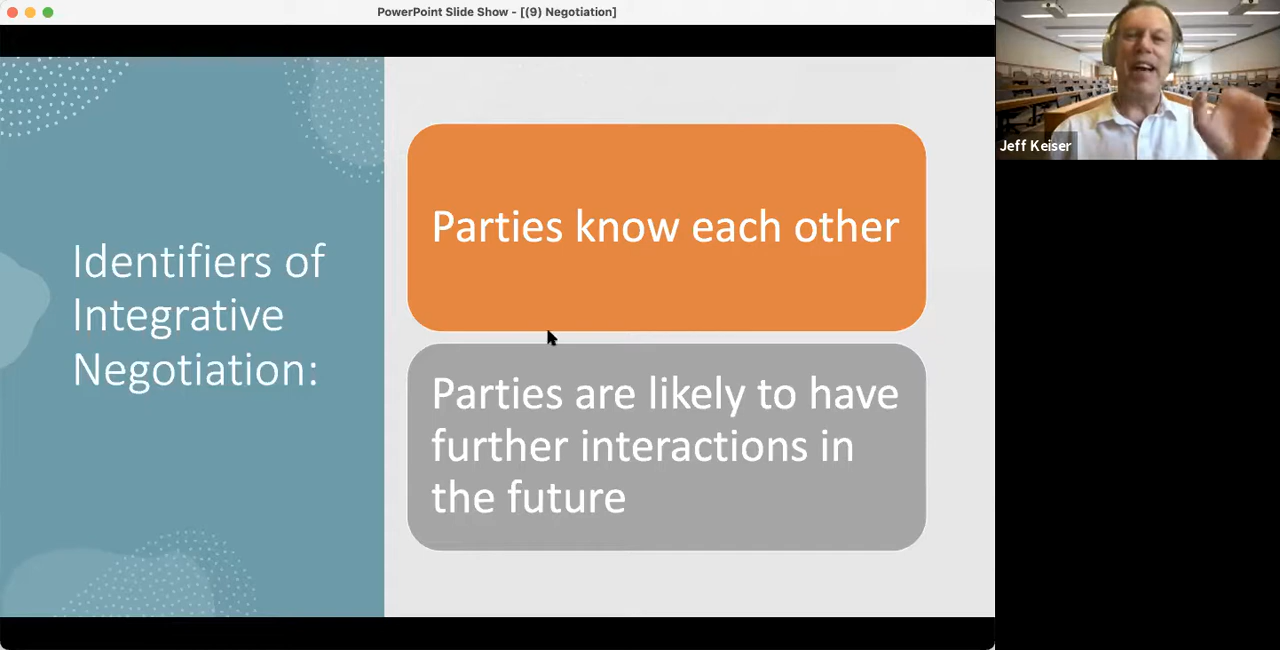 PowerPoint Slide Show - [(9) Negotiation]
Identifiers of
Integrative
Negotiation:
Parties know each other
Parties are likely to have
further interactions in
the future
Jeff Keiser